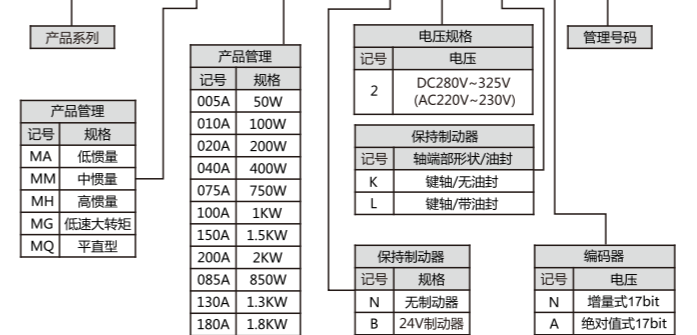 产品系列
产品管理
记号 规格
MA 低惯量
MM 中惯量
MH 高惯量
MG 低速大转矩
MQ 平直型
产品管理
记号 规格
005A 50W
010A 100W
020A 200W
040A 400W
075A 750W
100A 1KW
150A 1.5KW
200A 2KW
085A 850W
130A 1.3KW
180A 1.8KW
电压规格
记号 电压
2 DC280V~325V
(AC220V~230V)
保持制动器
记号 轴端部形状/油封
K 键轴/无油封
L 键轴/带油封
保持制动器
记号 规格
N 无制动器
B 24V制动器
管理号码
编码器
记号 电压
N 增量式17bit
A 绝对值式17bit